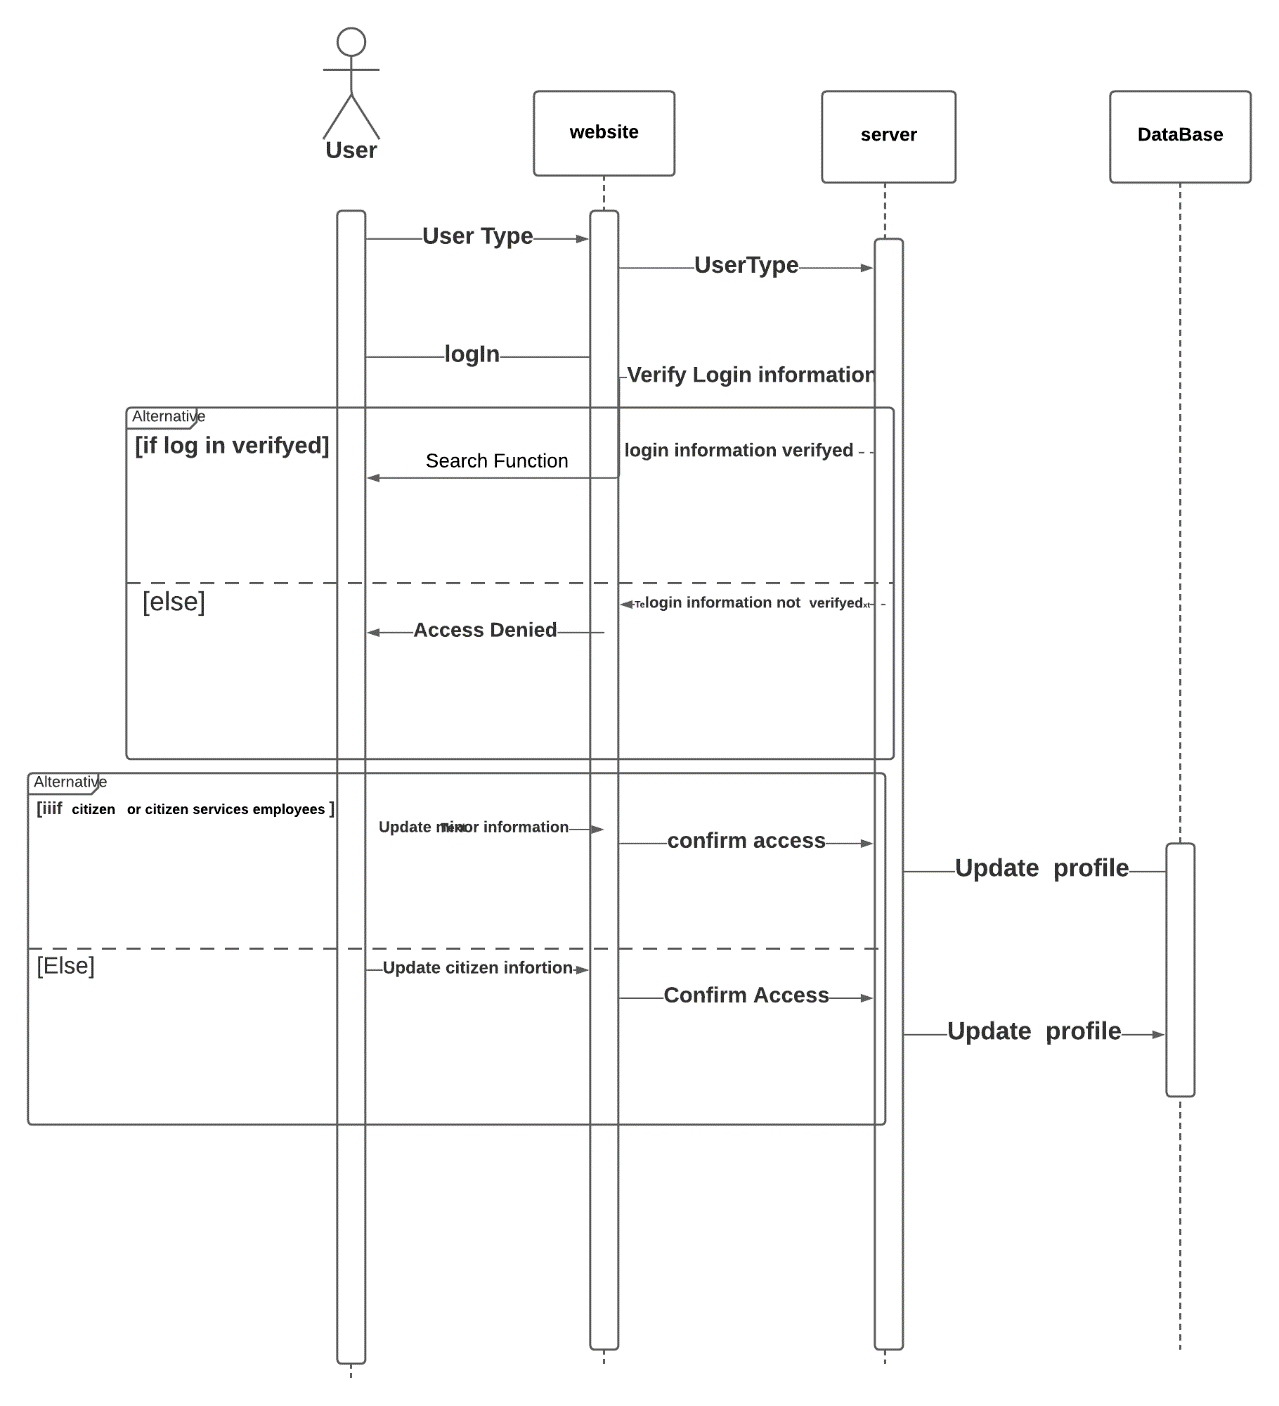 User
website
server
DataBase
User Type
UserType
logIn
Verify Login information
Alternative
[if log in verifyed]
login information verifyed
Search Function
[else]
login information not verifyed
Access Denied
Alternative
[iiif citizen or citizen services employees ]
Update minor information
confirm access
Update profile
[Else]
Update citizen infortion
Confirm Access
Update profile